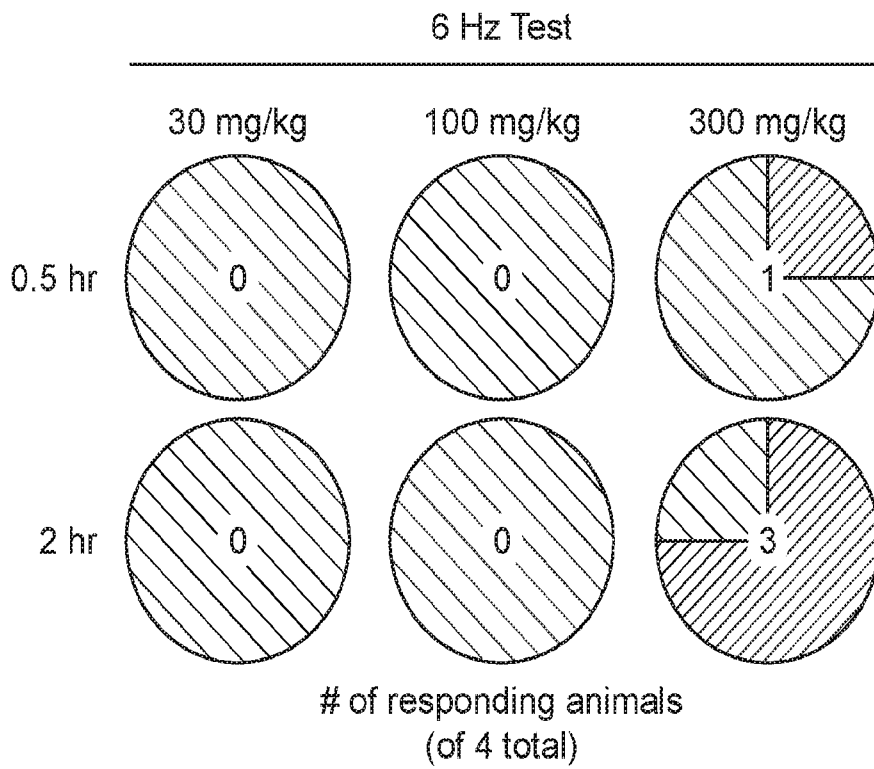 6 Hz Test
30 mg/kg 100 mg/kg 300 mg/kg
0.5 hr 0 0 1
2 hr 0 0 3
# of responding animals
(of 4 total)